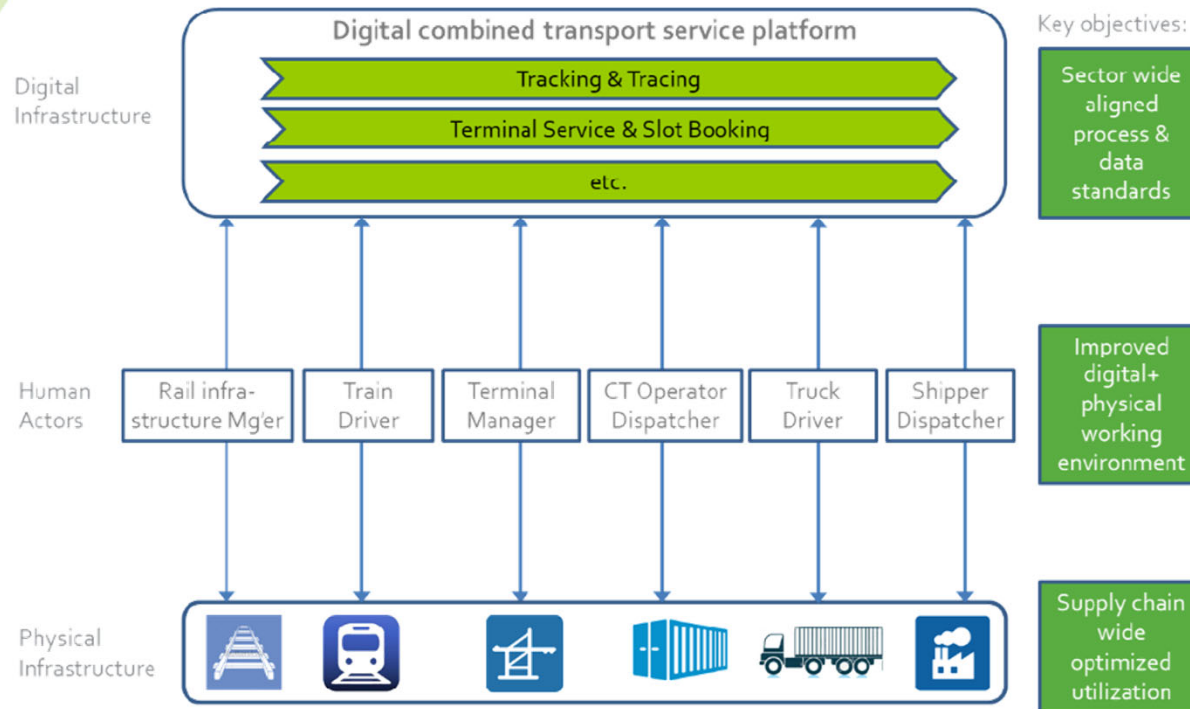 Digital combined transport service platform
Key objectives:
Digital
Infrastructure
Tracking & Tracing
Terminal Service & Slot Booking
etc.
Sector wide
aligned
process &
data
standards
Human
Actors
Rail infra-
structure Mg'er
Train
Driver
Terminal
Manager
CT Operator
Dispatcher
Truck
Driver
Shipper
Dispatcher
Improved
digital+
physical
working
environment
Physical
Infrastructure
Supply chain
wide
optimized
utilization